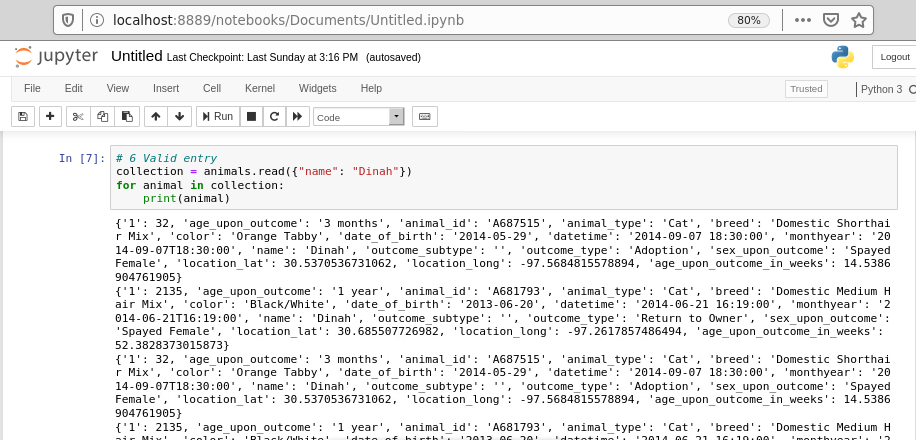 localhost:8889/notebooks/Documents/Untitled.ipynb 80%
jupyter Untitled Last Checkpoint: Last Sunday at 3:16 PM (autosaved) Logout
File Edit View Insert Cell Kernel Widgets Help Trusted Python 3
Run Code
In [7]: # 6 Valid entry
collection = animals.read({"name": "Dinah"})
for animal in collection:
    print(animal)
{'1': 32, 'age_upon_outcome': '3 months', 'animal_id': 'A687515', 'animal_type': 'Cat', 'breed': 'Domestic Shorthai
r Mix', 'color': 'Orange Tabby', 'date_of_birth': '2014-05-29', 'datetime': '2014-09-07 18:30:00', 'monthyear': '20
14-09-07T18:30:00', 'name': 'Dinah', 'outcome_subtype': '', 'outcome_type': 'Adoption', 'sex_upon_outcome': 'Spayed
Female', 'location_lat': 30.5370536731062, 'location_long': -97.5684815578894, 'age_upon_outcome_in_weeks': 14.5386
904761905}
{'1': 2135, 'age_upon_outcome': '1 year', 'animal_id': 'A681793', 'animal_type': 'Cat', 'breed': 'Domestic Medium H
air Mix', 'color': 'Black/White', 'date_of_birth': '2013-06-20', 'datetime': '2014-06-21 16:19:00', 'monthyear': '2
014-06-21T16:19:00', 'name': 'Dinah', 'outcome_subtype': '', 'outcome_type': 'Return to Owner', 'sex_upon_outcome':
'Spayed Female', 'location_lat': 30.685507726982, 'location_long': -97.2617857486494, 'age_upon_outcome_in_weeks':
52.3828373015873}
{'1': 32, 'age_upon_outcome': '3 months', 'animal_id': 'A687515', 'animal_type': 'Cat', 'breed': 'Domestic Shorthai
r Mix', 'color': 'Orange Tabby', 'date_of_birth': '2014-05-29', 'datetime': '2014-09-07 18:30:00', 'monthyear': '20
14-09-07T18:30:00', 'name': 'Dinah', 'outcome_subtype': '', 'outcome_type': 'Adoption', 'sex_upon_outcome': 'Spayed
Female', 'location_lat': 30.5370536731062, 'location_long': -97.5684815578894, 'age_upon_outcome_in_weeks': 14.5386
904761905}
{'1': 2135, 'age_upon_outcome': '1 year', 'animal_id': 'A681793', 'animal_type': 'Cat', 'breed': 'Domestic Medium H
air Mix', 'color': 'Black/White', 'date_of_birth': '2013-06-20', 'datetime': '2014-06-21 16:19:00', 'monthyear': '2